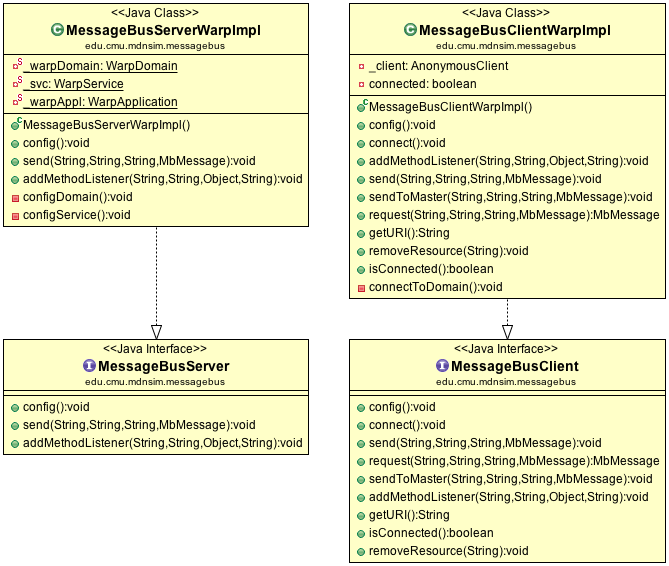 <<Java Class>>
MessageBusServerWarpImpl
edu.cmu.mdnsim.messagebus
_warpDomain: WarpDomain
_svc: WarpService
_warpAppl: WarpApplication
MessageBusServerWarpImpl()
config():void
send(String,String,String,MbMessage):void
addMethodListener(String,String,Object,String):void
configDomain():void
configService():void
<<Java Class>>
MessageBusClientWarpImpl
edu.cmu.mdnsim.messagebus
_client: AnonymousClient
connected: boolean
MessageBusClientWarpImpl()
config():void
connect():void
addMethodListener(String,String,Object,String):void
send(String,String,String,MbMessage):void
sendToMaster(String,String,String,MbMessage):void
request(String,String,String,MbMessage):MbMessage
getURI():String
removeResource(String):void
isConnected():boolean
connectToDomain():void
<<Java Interface>>
MessageBusServer
edu.cmu.mdnsim.messagebus
config():void
send(String,String,String,MbMessage):void
addMethodListener(String,String,Object,String):void
<<Java Interface>>
MessageBusClient
edu.cmu.mdnsim.messagebus
config():void
connect():void
send(String,String,String,MbMessage):void
request(String,String,String,MbMessage):MbMessage
sendToMaster(String,String,String,MbMessage):void
addMethodListener(String,String,Object,String):void
getURI():String
isConnected():boolean
removeResource(String):void